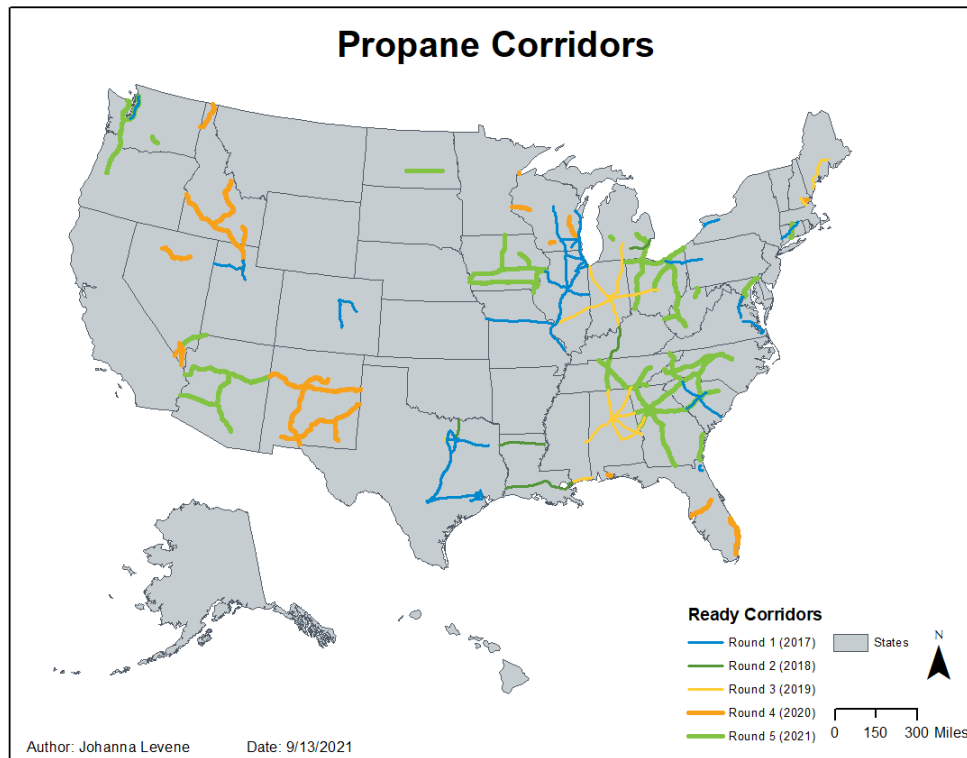 Propane Corridors
Ready Corridors
Round 1 (2017)
States
N
Round 2 (2018)
Round 3 (2019)
Round 4 (2020)
0 150 300 Miles
Round 5 (2021)
Author: Johanna Levene Date: 9/13/2021